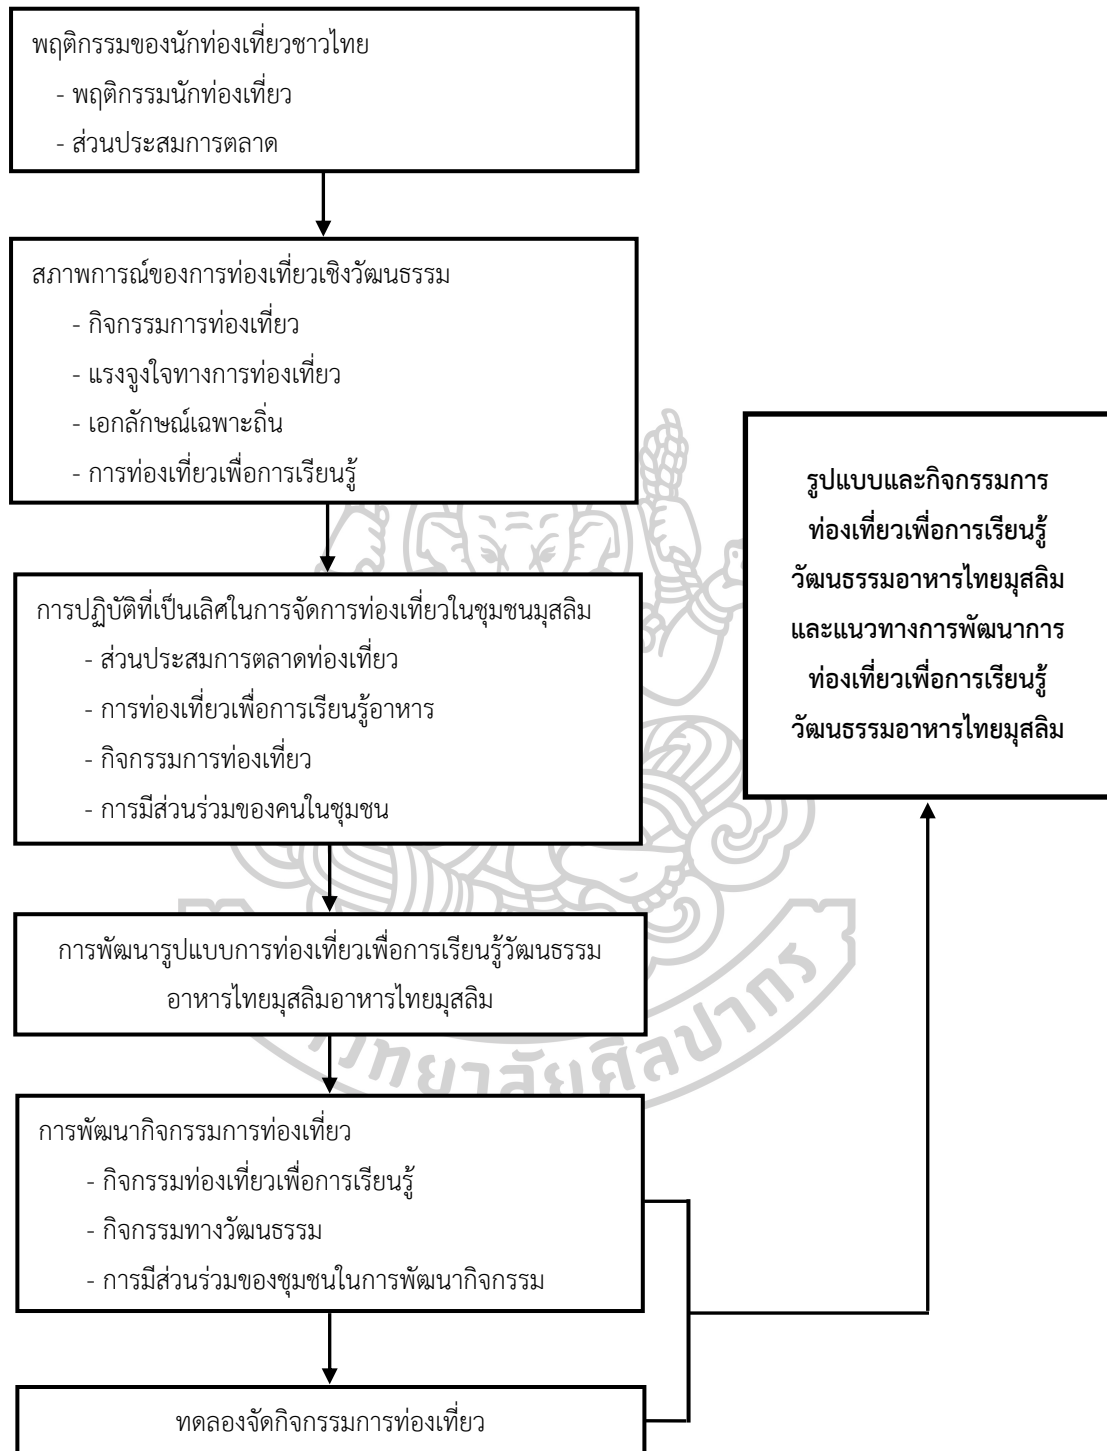 พฤติกรรมของนักท่องเที่ยวชาวไทย
- พฤติกรรมนักท่องเที่ยว
- ส่วนประสมการตลาด
สภาพการณ์ของการท่องเที่ยวเชิงวัฒนธรรม
- กิจกรรมการท่องเที่ยว
- แรงจูงใจทางการท่องเที่ยว
- เอกลักษณ์เฉพาะถิ่น
- การท่องเที่ยวเพื่อการเรียนรู้
การปฏิบัติที่เป็นเลิศในการจัดการท่องเที่ยวในชุมชนมุสลิม
- ส่วนประสมการตลาดท่องเที่ยว
- การท่องเที่ยวเพื่อการเรียนรู้อาหาร
- กิจกรรมการท่องเที่ยว
- การมีส่วนร่วมของคนในชุมชน
การพัฒนารูปแบบการท่องเที่ยวเพื่อการเรียนรู้วัฒนธรรม
อาหารไทยมุสลิมอาหารไทยมุสลิม
การพัฒนากิจกรรมการท่องเที่ยว
- กิจกรรมท่องเที่ยวเพื่อการเรียนรู้
- กิจกรรมทางวัฒนธรรม
- การมีส่วนร่วมของชุมชนในการพัฒนากิจกรรม
ทดลองจัดกิจกรรมการท่องเที่ยว
รูปแบบและกิจกรรมการ
ท่องเที่ยวเพื่อการเรียนรู้
วัฒนธรรมอาหารไทยมุสลิม
และแนวทางการพัฒนาการ
ท่องเที่ยวเพื่อการเรียนรู้
วัฒนธรรมอาหารไทยมุสลิม
วิทยาลัยศิลปากร